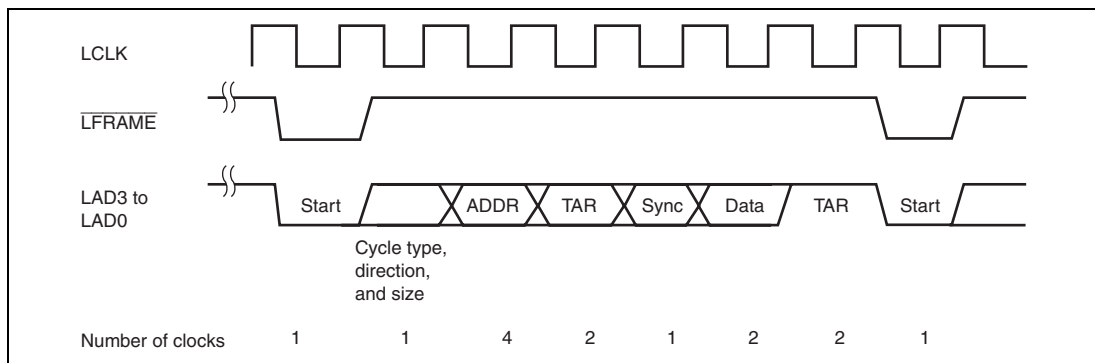 LCLK
LFRAME
LAD3 to
LAD0
Start
ADDR
TAR
Sync
Data
TAR
Start
Cycle type,
direction,
and size
Number of clocks 1 1 4 2 1 2 2 1